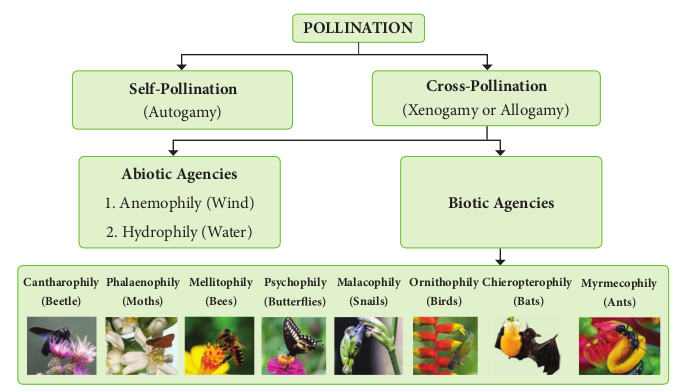 POLLINATION
Self-Pollination
(Autogamy)
Cross-Pollination
(Xenogamy or Allogamy)
Abiotic Agencies
1. Anemophily (Wind)
2. Hydrophily (Water)
Biotic Agencies
Cantharophily
(Beetle)
Phalaenophily
(Moths)
Mellitophily
(Bees)
Psychophily
(Butterflies)
Malacophily
(Snails)
Ornithophily
(Birds)
Chieropterophily
(Bats)
Myrmecophily
(Ants)